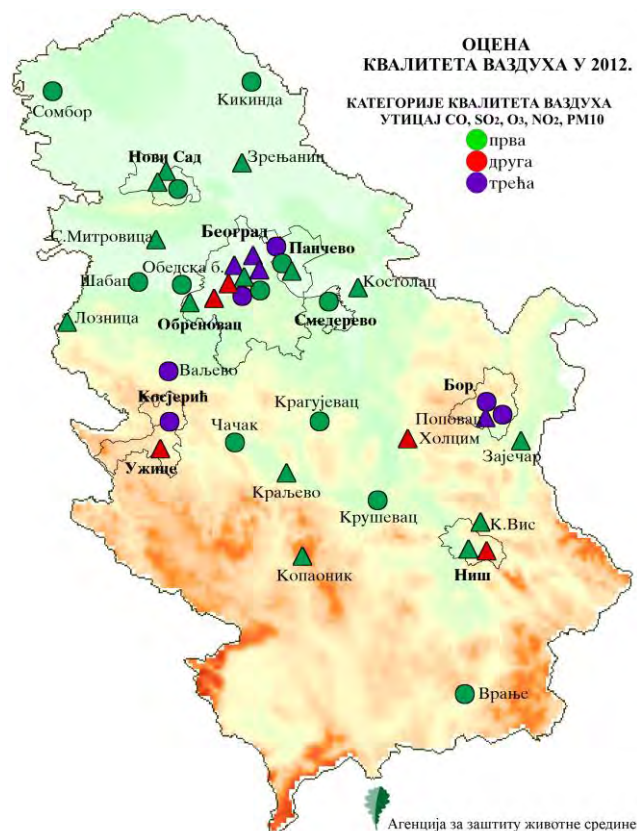 ОЦЕНА
КВАЛИТЕТА ВАЗДУХА У 2012.
КАТЕГОРИЈЕ КВАЛИТЕТА ВАЗДУХА
УТИЦАЈ CO, SO2, O3, NO2, PM10
прва
друга
трећа
Сомбор
Кикинда
Нови Сад
Зрењанин
С.Митровица
Београд
Панчево
Шабац
Обедска б.
Костолац
Лозница
Обреновац
Смедерево
Ваљево
Косјерић
Бор
Крагујевац
Поповац
Чачак
Холцим
Зајечар
Ужице
Краљево
Крушевац
К.Вис
Копаоник
Ниш
Врање
Агенција за заштиту животне средине